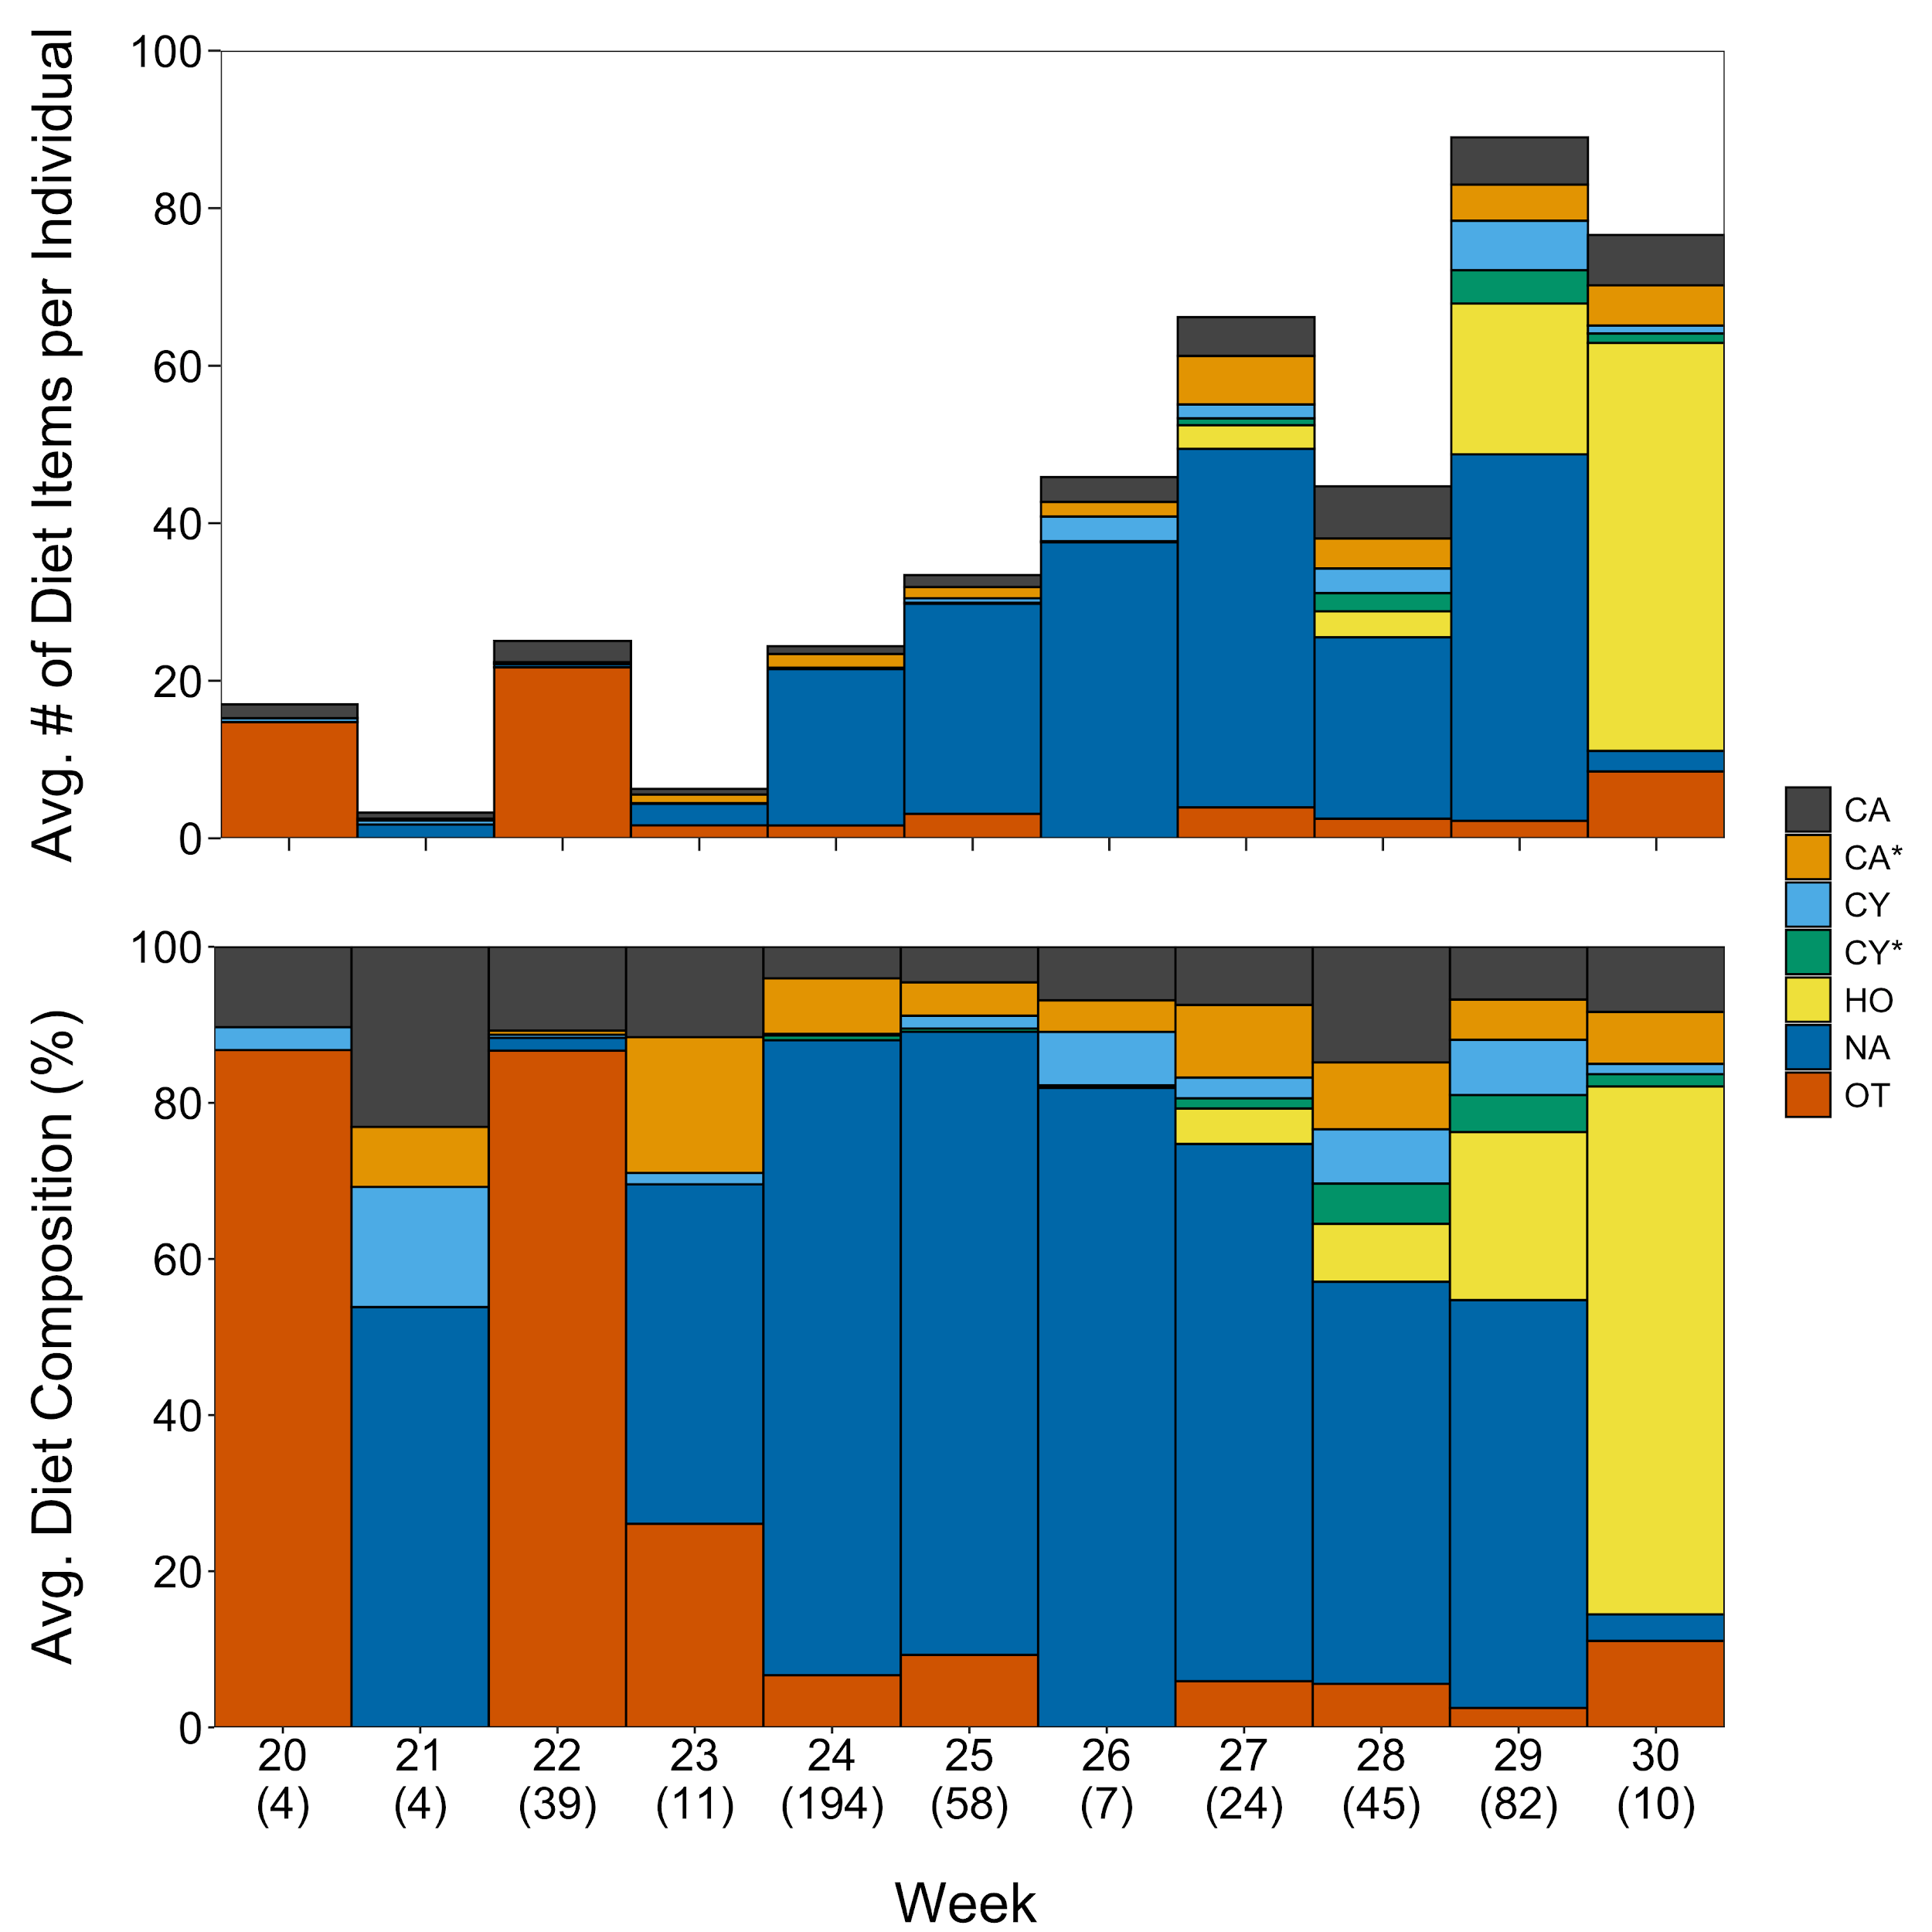 Avg. # of Diet Items per Individual
100
80
60
40
20
0
Avg. Diet Composition (%)
100
80
60
40
20
0
20 21 22 23 24 25 26 27 28 29 30
(4) (4) (39) (11) (194) (58) (7) (24) (45) (82) (10)
Week
CA
CA*
CY
CY*
HO
NA
OT